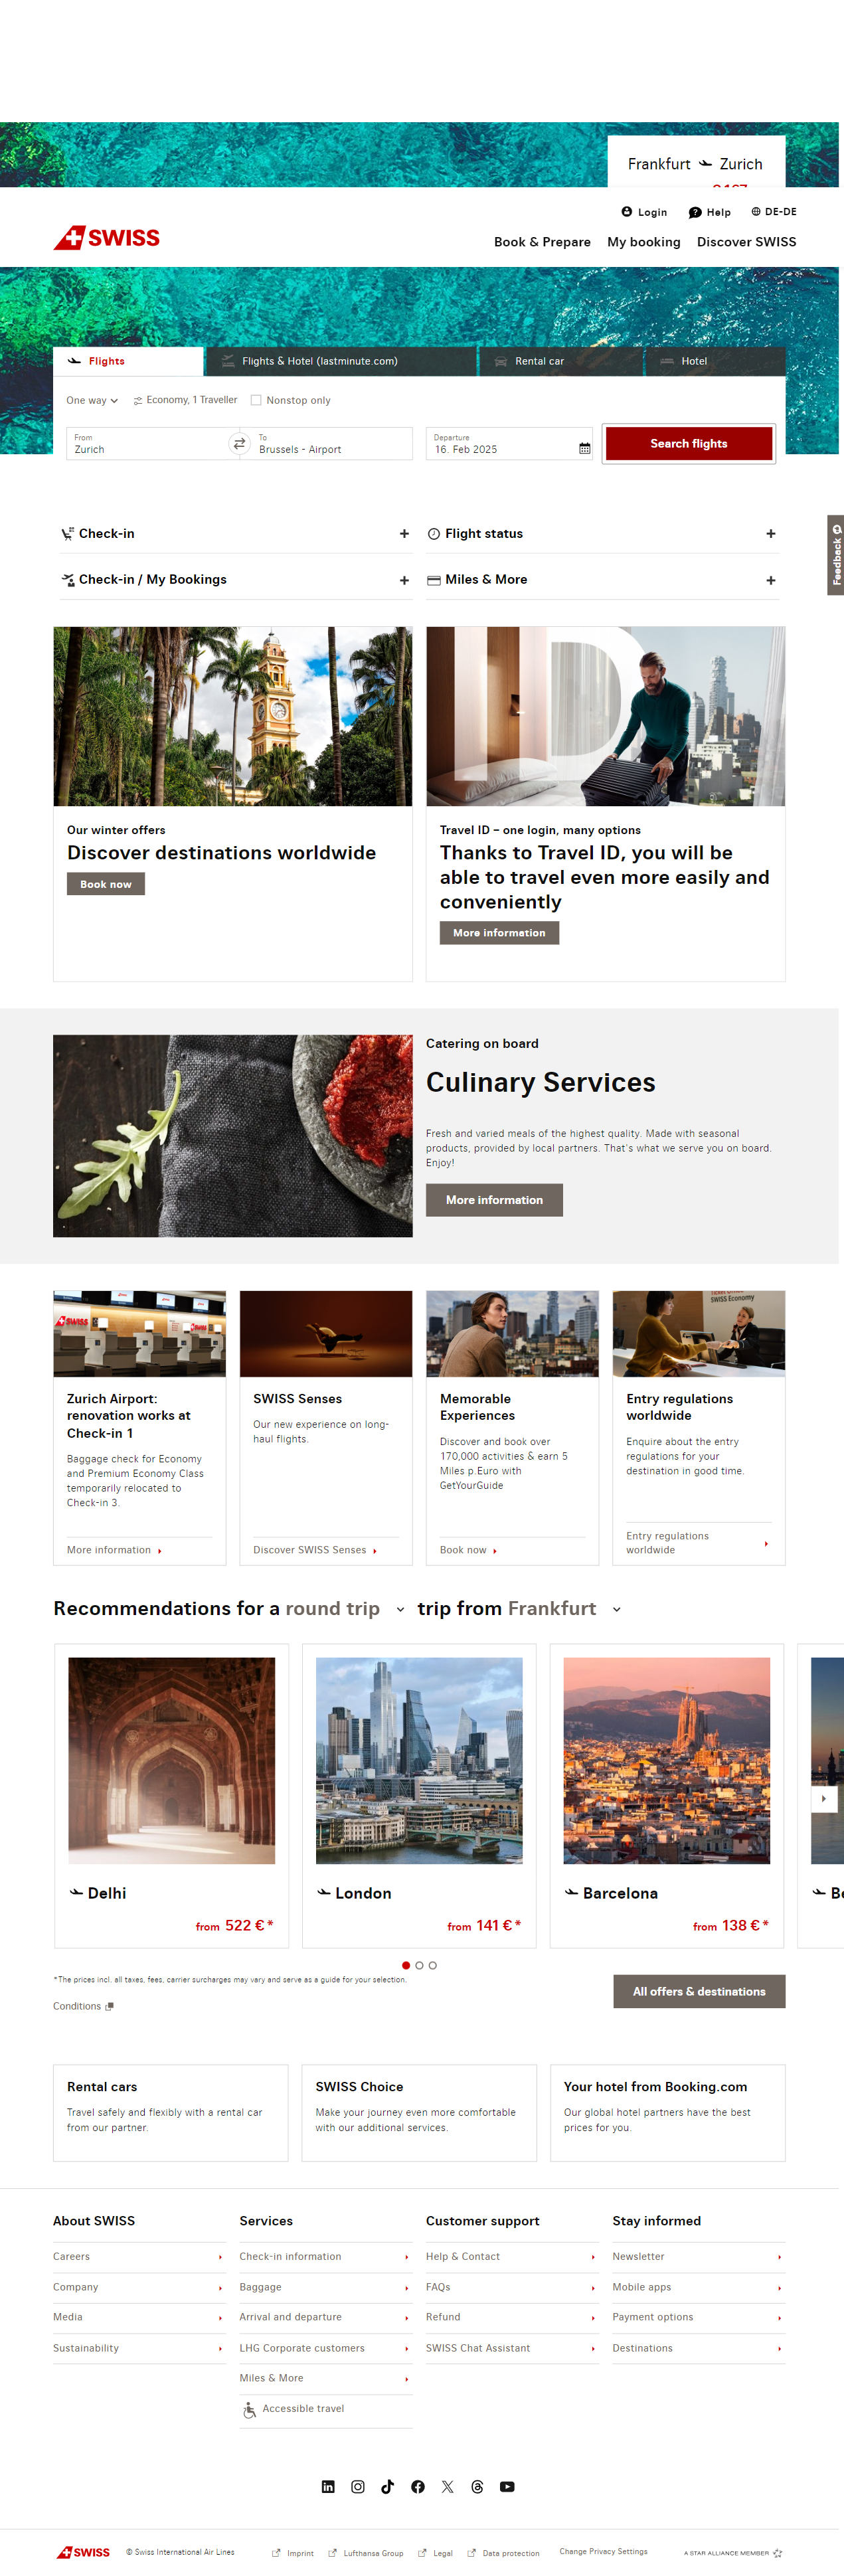 Frankfurt Zurich
Login Help DE-DE
SWISS
Book & Prepare My booking Discover SWISS
Flights Flights & Hotel (lastminute.com) Rental car Hotel
One way Economy, 1 Traveller Nonstop only
From To Departure
Zurich Brussels - Airport 16. Feb 2025
Search flights
Feedback
Check-in + Flight status +
Check-in / My Bookings + Miles & More +
Our winter offers
Discover destinations worldwide
Book now
Travel ID – one login, many options
Thanks to Travel ID, you will be
able to travel even more easily and
conveniently
More information
Catering on board
Culinary Services
Fresh and varied meals of the highest quality. Made with seasonal
products, provided by local partners. That's what we serve you on board.
Enjoy!
More information
SWISS
SWISS Economy
Zurich Airport:
renovation works at
Check-in 1
Baggage check for Economy
and Premium Economy Class
temporarily relocated to
Check-in 3.
More information
SWISS Senses
Our new experience on long-
haul flights.
Discover SWISS Senses
Memorable
Experiences
Discover and book over
170,000 activities & earn 5
Miles p.Euro with
GetYourGuide
Book now
Entry regulations
worldwide
Enquire about the entry
regulations for your
destination in good time.
Entry regulations
worldwide
Recommendations for a round trip trip from Frankfurt
Delhi
from 522 € *
London
from 141 € *
Barcelona
from 138 € *
*The prices incl. all taxes, fees, carrier surcharges may vary and serve as a guide for your selection.
All offers & destinations
Conditions
Rental cars
Travel safely and flexibly with a rental car
from our partner.
SWISS Choice
Make your journey even more comfortable
with our additional services.
Your hotel from Booking.com
Our global hotel partners have the best
prices for you.
About SWISS
Careers
Company
Media
Sustainability
Services
Check-in information
Baggage
Arrival and departure
LHG Corporate customers
Miles & More
Accessible travel
Customer support
Help & Contact
FAQs
Refund
SWISS Chat Assistant
Stay informed
Newsletter
Mobile apps
Payment options
Destinations
SWISS © Swiss International Air Lines Imprint Lufthansa Group Legal Data protection Change Privacy Settings A STAR ALLIANCE MEMBER